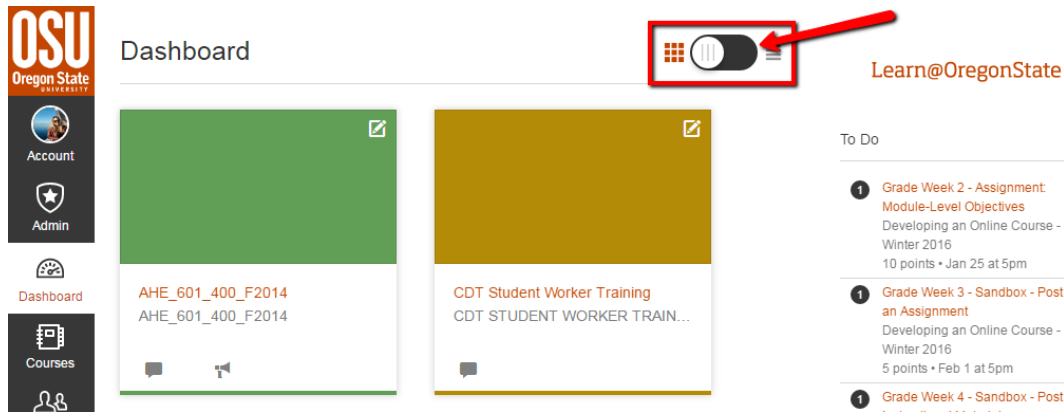 OSU
Oregon State
UNIVERSITY
Account
Admin
Dashboard
Courses
Dashboard
AHE_601_400_F2014
AHE_601_400_F2014
CDT Student Worker Training
CDT STUDENT WORKER TRAIN...
Learn@OregonState
To Do
1 Grade Week 2 - Assignment:
Module-Level Objectives
Developing an Online Course -
Winter 2016
10 points • Jan 25 at 5pm
1 Grade Week 3 - Sandbox - Post
an Assignment
Developing an Online Course -
Winter 2016
5 points • Feb 1 at 5pm
1 Grade Week 4 - Sandbox - Post